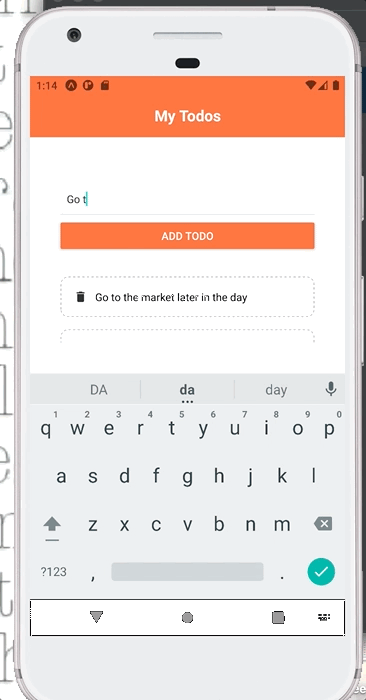 1:14
My Todos
Go t
ADD TODO
Go to the market later in the day
DA da day
1 2 3 4 5 6 7 8 9 0
q w e r t y u i o p
a s d f g h j k l
z x c v b n m
?123 , .